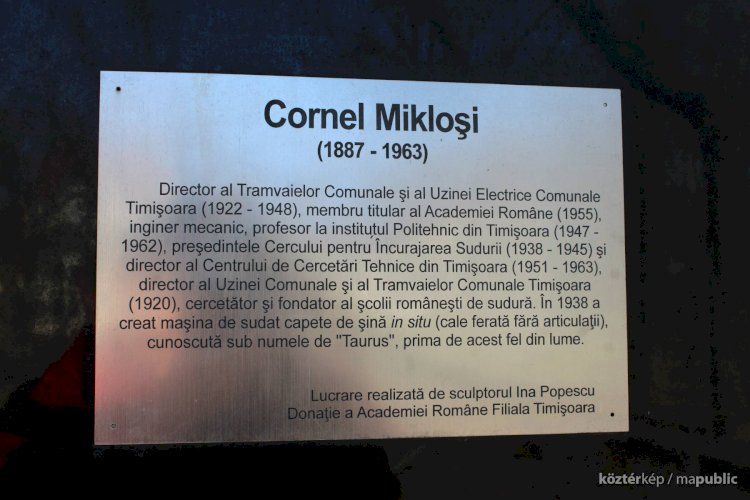 Cornel Mikloşi
(1887 - 1963)
Director al Tramvaielor Comunale şi al Uzinei Electrice Comunale
Timişoara (1922 - 1948), membru titular al Academiei Române (1955),
inginer mecanic, profesor la institutul Politehnic din Timişoara (1947 -
1962), preşedintele Cercului pentru Încurajarea Sudurii (1938 - 1945) şi
director al Centrului de Cercetări Tehnice din Timişoara (1951 - 1963),
director al Uzinei Comunale şi al Tramvaielor Comunale Timişoara
(1920), cercetător şi fondator al şcolii româneşti de sudură. În 1938 a
creat maşina de sudat capete de şină in situ (cale ferată fără articulaţii),
cunoscută sub numele de "Taurus", prima de acest fel din lume.
Lucrare realizată de sculptorul Ina Popescu
Donaţie a Academiei Române Filiala Timişoara
köztérkép / mapublic